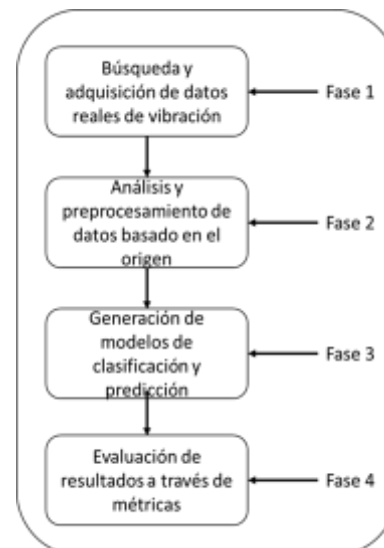 Búsqueda y
adquisición de datos
reales de vibración
Fase 1
Análisis y
preprocesamiento de
datos basado en el
origen
Fase 2
Generación de
modelos de
clasificación y
predicción
Fase 3
Evaluación de
resultados a través de
métricas
Fase 4